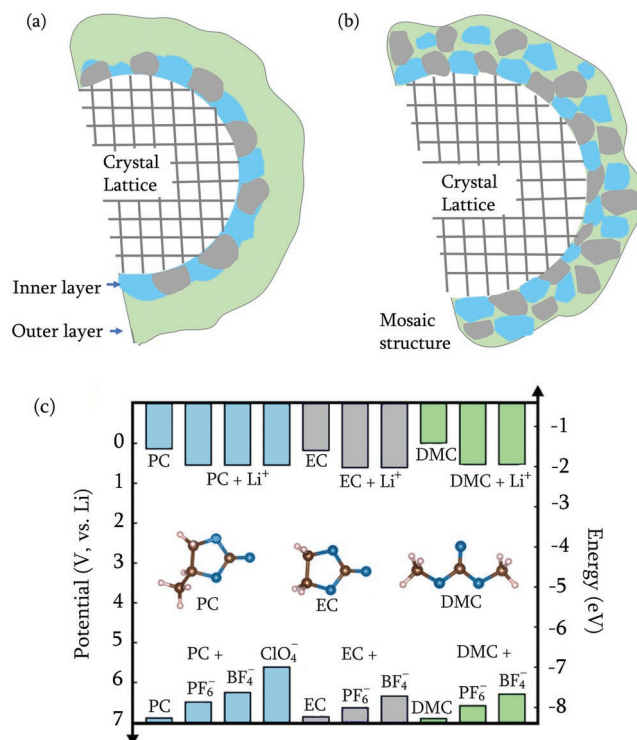 (a)
Crystal
Lattice
Inner layer
Outer layer
(b)
Crystal
Lattice
Mosaic
structure
(c)
Potential (V, vs. Li)
0
1
2
3
4
5
6
7
PC
PC + Li⁺
EC
EC + Li⁺
DMC
DMC + Li⁺
PC
EC
DMC
PC +
ClO₄⁻
EC +
DMC +
PC
PF₆⁻
BF₄⁻
EC
PF₆⁻
BF₄⁻
DMC
PF₆⁻
BF₄⁻
-1
-2
-4
-4
-5
-6
-7
-8
Energy (eV)